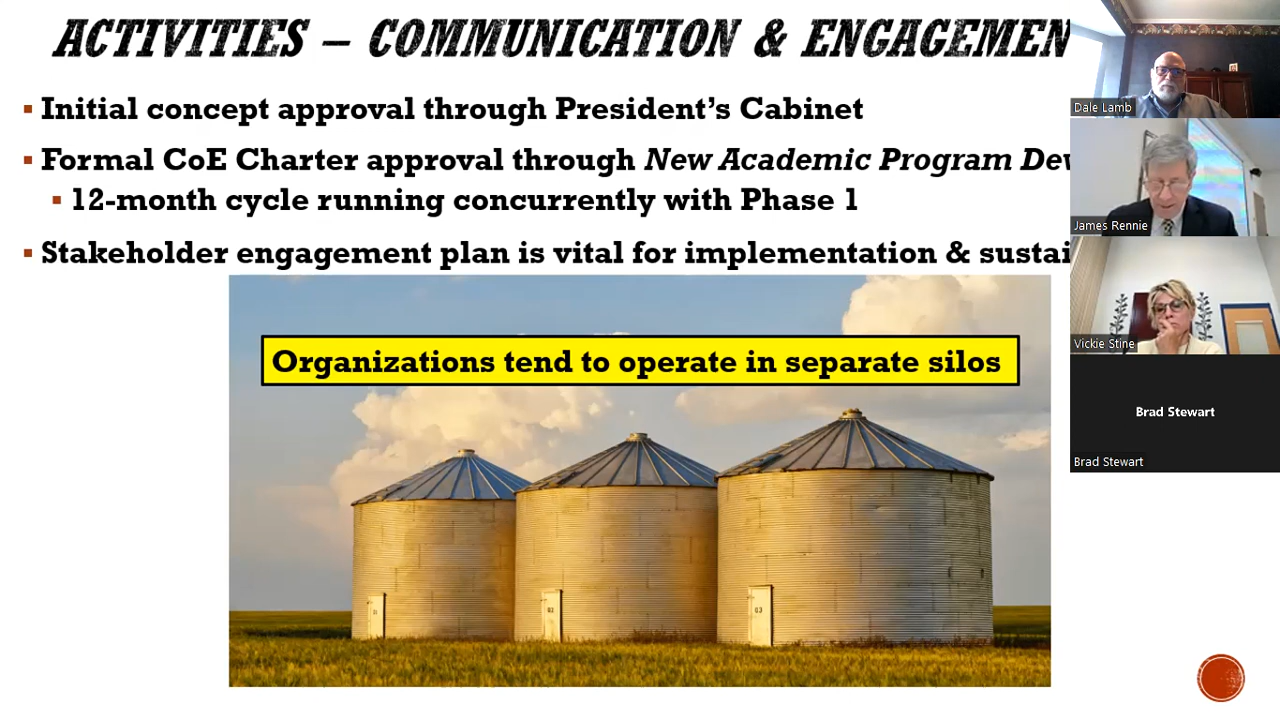 ACTIVITIES – COMMUNICATION & ENGAGEMEN
▪ Initial concept approval through President’s Cabinet
▪ Formal CoE Charter approval through New Academic Program Dev
▪ 12-month cycle running concurrently with Phase 1
▪ Stakeholder engagement plan is vital for implementation & sustai
Organizations tend to operate in separate silos
Dale Lamb
James Rennie
Vickie Stine
Brad Stewart
Brad Stewart